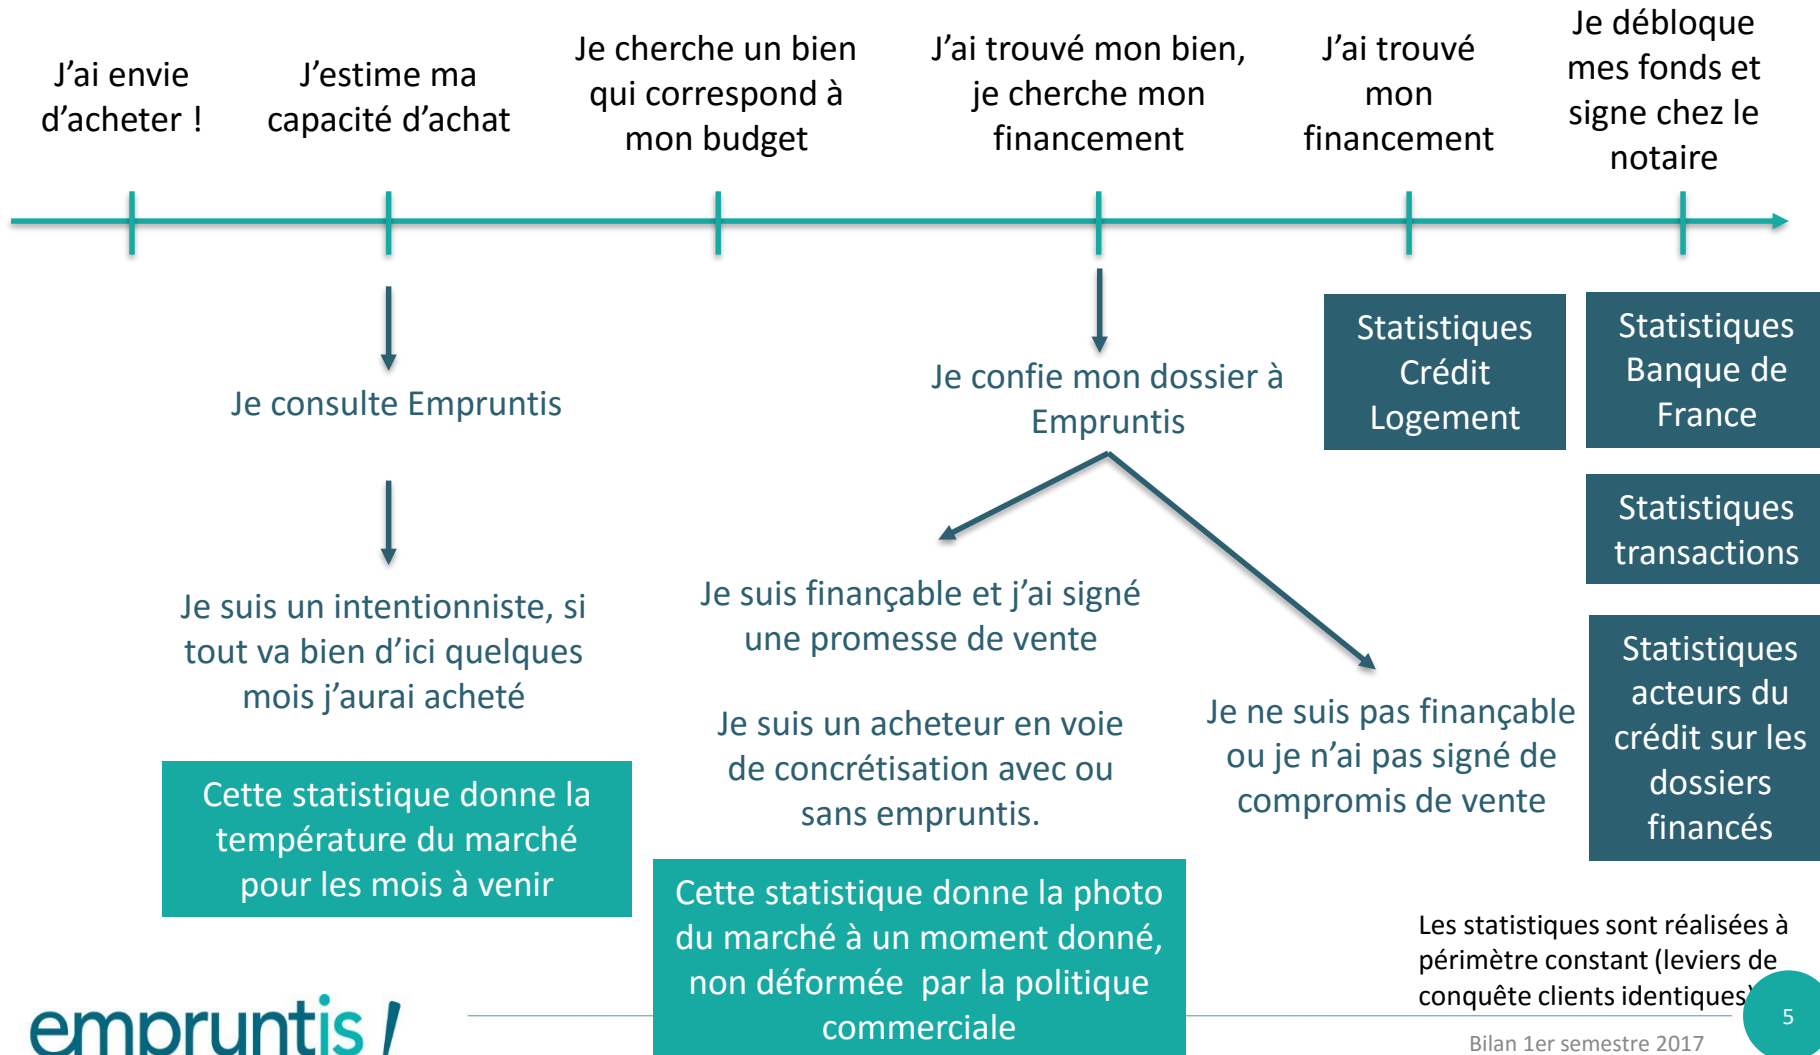 J'ai envie
d'acheter !
J'estime ma
capacité d'achat
Je cherche un bien
qui correspond à
mon budget
J'ai trouvé mon bien,
je cherche mon
financement
J'ai trouvé
mon
financement
Je débloque
mes fonds et
signe chez le
notaire
Je consulte Empruntis
Je suis un intentionniste, si
tout va bien d'ici quelques
mois j'aurai acheté
Cette statistique donne la
température du marché
pour les mois à venir
Je confie mon dossier à
Empruntis
Je suis finançable et j'ai signé
une promesse de vente
Je suis un acheteur en voie
de concrétisation avec ou
sans empruntis.
Cette statistique donne la photo
du marché à un moment donné,
non déformée  par la politique
commerciale
Je ne suis pas finançable
ou je n'ai pas signé de
compromis de vente
Statistiques
Crédit
Logement
Statistiques
Banque de
France
Statistiques
transactions
Statistiques
acteurs du
crédit sur les
dossiers
financés
Les statistiques sont réalisées à
périmètre constant (leviers de
conquête clients identiques)
empruntis !
Bilan 1er semestre 2017
5